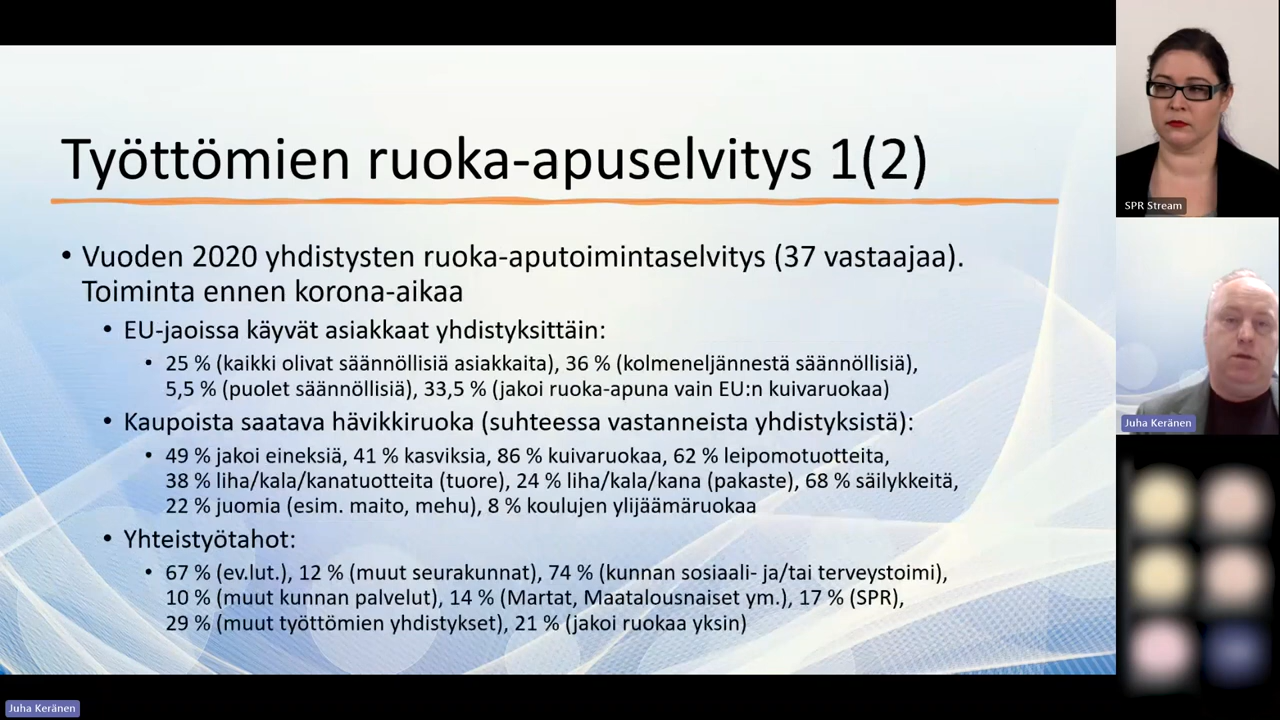 Työttömien ruoka-apuselvitys 1(2)
• Vuoden 2020 yhdistysten ruoka-aputoimintaselvitys (37 vastaajaa).
Toiminta ennen korona-aikaa
• EU-jaoissa käyvät asiakkaat yhdistyksittäin:
• 25 % (kaikki olivat säännöllisiä asiakkaita), 36 % (kolmeneljännestä säännöllisiä),
5,5 % (puolet säännöllisiä), 33,5 % (jakoi ruoka-apuna vain EU:n kuivaruokaa)
• Kaupoista saatava hävikkiruoka (suhteessa vastanneista yhdistyksistä):
• 49 % jakoi eineksiä, 41 % kasviksia, 86 % kuivaruokaa, 62 % leipomotuotteita,
38 % liha/kala/kanatuotteita (tuore), 24 % liha/kala/kana (pakaste), 68 % säilykkeitä,
22 % juomia (esim. maito, mehu), 8 % koulujen ylijäämäruokaa
• Yhteistyötahot:
• 67 % (ev.lut.), 12 % (muut seurakunnat), 74 % (kunnan sosiaali- ja/tai terveystoimi),
10 % (muut kunnan palvelut), 14 % (Martat, Maatalousnaiset ym.), 17 % (SPR),
29 % (muut työttömien yhdistykset), 21 % (jakoi ruokaa yksin)
SPR Stream
Juha Keränen
Juha Keränen